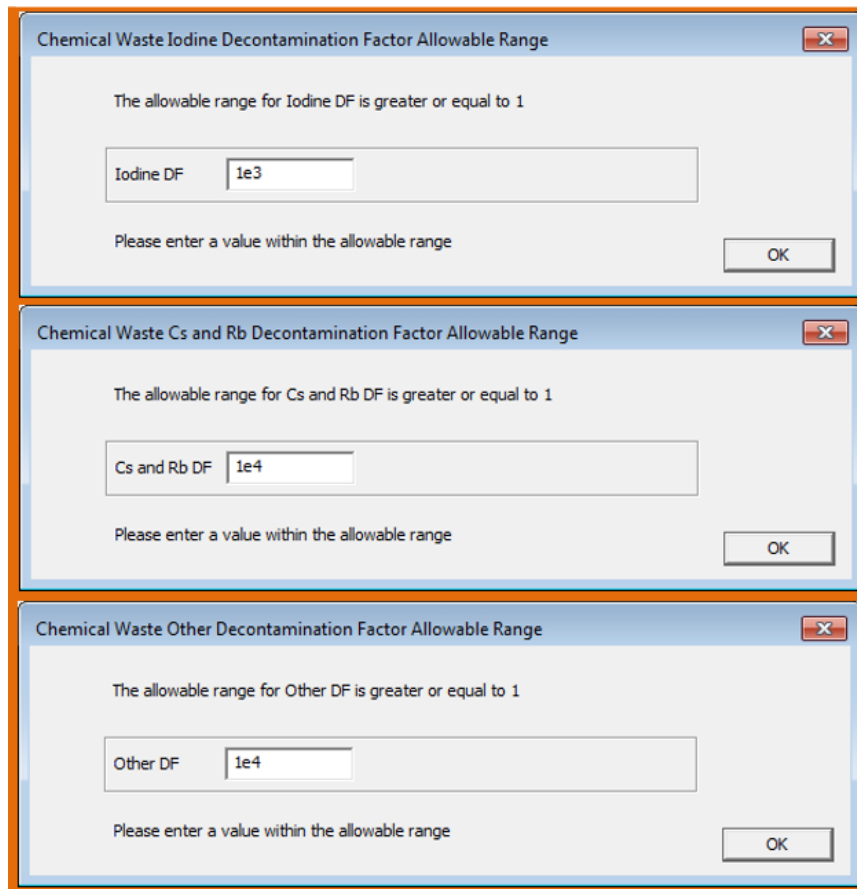 Chemical Waste Iodine Decontamination Factor Allowable Range
The allowable range for Iodine DF is greater or equal to 1
Iodine DF 1e3
Please enter a value within the allowable range
OK
Chemical Waste Cs and Rb Decontamination Factor Allowable Range
The allowable range for Cs and Rb DF is greater or equal to 1
Cs and Rb DF 1e4
Please enter a value within the allowable range
OK
Chemical Waste Other Decontamination Factor Allowable Range
The allowable range for Other DF is greater or equal to 1
Other DF 1e4
Please enter a value within the allowable range
OK